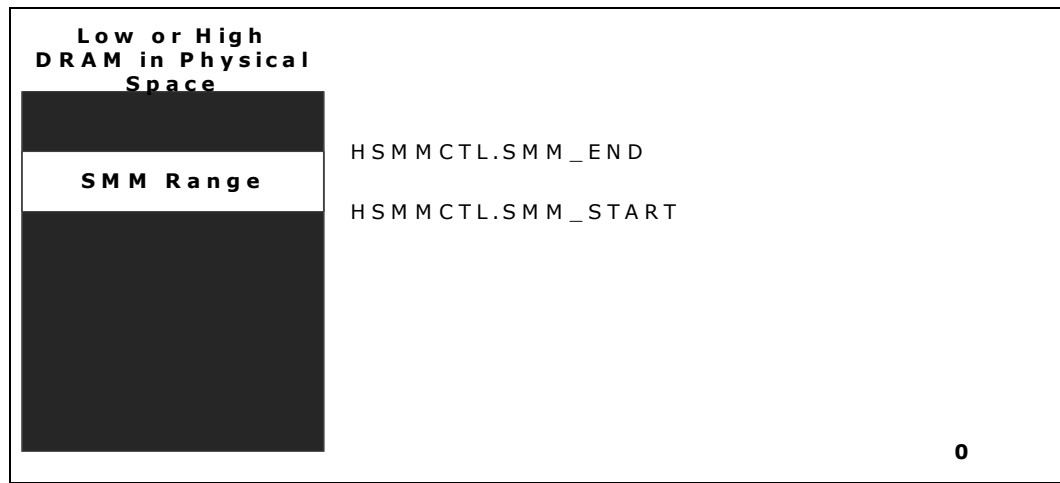 Low or High
DRAM in Physical
Space
HSMMCTL.SMM_END
SMM Range
HSMMCTL.SMM_START
0